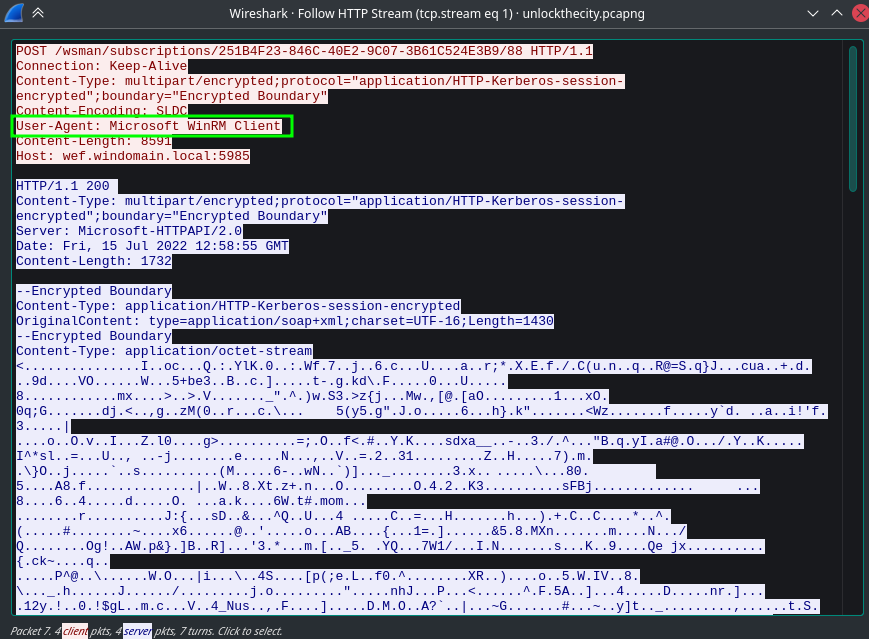 Wireshark · Follow HTTP Stream (tcp.stream eq 1) · unlockthecity.pcapng
POST /wsman/subscriptions/251B4F23-846C-40E2-9C07-3B61C524E3B9/88 HTTP/1.1
Connection: Keep-Alive
Content-Type: multipart/encrypted;protocol="application/HTTP-Kerberos-session-
encrypted";boundary="Encrypted Boundary"
Content-Encoding: SLDC
User-Agent: Microsoft WinRM Client
Content-Length: 8591
Host: wef.windomain.local:5985
HTTP/1.1 200
Content-Type: multipart/encrypted;protocol="application/HTTP-Kerberos-session-
encrypted";boundary="Encrypted Boundary"
Server: Microsoft-HTTPAPI/2.0
Date: Fri, 15 Jul 2022 12:58:55 GMT
Content-Length: 1732
--Encrypted Boundary
Content-Type: application/HTTP-Kerberos-session-encrypted
OriginalContent: type=application/soap+xml;charset=UTF-16;Length=1430
--Encrypted Boundary
Content-Type: application/octet-stream
<...............I..oc...Q.:.YlK.0..:.Wf.7..j..6.c...U....a..r;*.X.E.f./.C(u.n..q..R@=S.q}J...cua..+.d.
..9d....VO......W...5+be3..B..c.].....t-.g.kd\.F.....0...U.....
8............mx....>..>.V......._".^.)w.S3.>z{j...Mw.,[@.[aO.........1...xO.
0q;G.......dj.<..,g..zM(0..r...c.\... 5(y5.g".J.o.....6...h}.k".......<Wz.......f.....y`d. ..a..i!'f.
3.....|
....o..O.v..I...Z.l0....g>..........=;.O..f<.#..Y.K....sdxa__..-..3./.^..."B.q.yI.a#@.O.../.Y..K.....
I^*sl..=...U.., ..-j........e.....N...,..V..=.2..31.........Z..H.....7).m.
.\}O..j.....`..s..........(M.....6-..wN..`)]..._........3.x.. .....\...80.
5....A8.f..............|..W..8.Xt.z+.n...O.........O.4.2..K3..........sFBj............. ...
8....6..4.....d.....O. ...a.k....6W.t#.mom...
........r..........J:{...sD..&...^Q..U...4 .....C..=...H.......h...).+.C..C....*..^.
(.....#........~....x6......@..'.....o...AB....{...1=.]......&5.8.MXn........m....N.../
Q........Og!..AW.p&}.]B..R]...'3.*...m.[.._5. .YQ...7W1/...I.N.......s...K..9....Qe jx..........
{.ck~....q..
.....P^@..\......W.O...|i...\..4S....[p(;e.L..f0.^........XR..)....o..5.W.IV..8.
\..._.h......J....../.........j.o.........".....nhJ...P...<......^.F.5A..]...4.....D.....nr.]...
.12y.!..0.!$gL..m.c...V..4_Nus..,.F....].....D.M.O..A?`..|...~G.......#...~..y]t.._.........,......t.S.
Packet 7. 4 client pkts, 4 server pkts, 7 turns. Click to select.